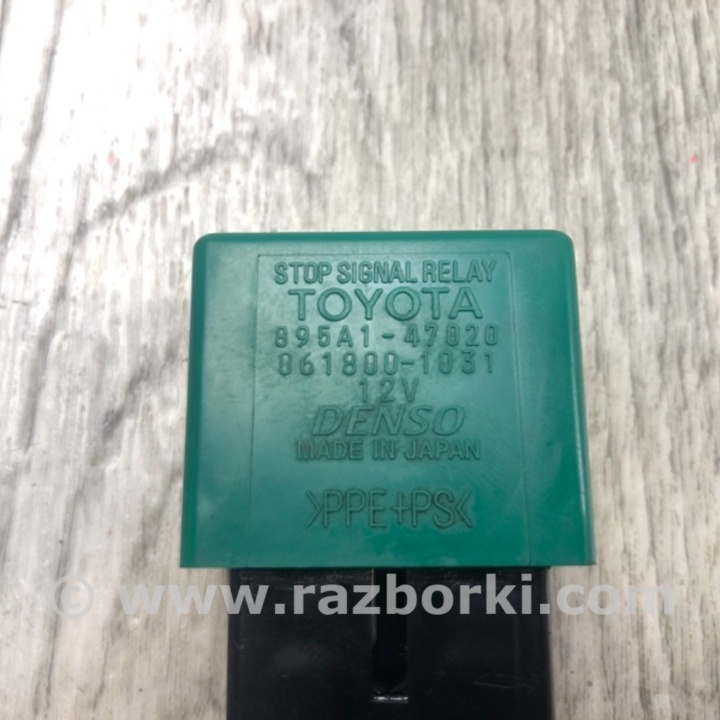 STOP SIGNAL RELAY
TOYOTA
895A1-47020
061800-1031
12V
DENSO
MADE IN JAPAN
>PPE+PS<
© www.razborki.com